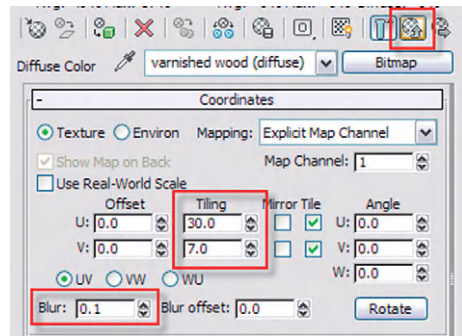 Diffuse Color varnished wood (diffuse) Bitmap
- Coordinates
Texture Environ Mapping: Explicit Map Channel
Show Map on Back Map Channel: 1
Use Real-World Scale
Offset Tiling Mirror Tile Angle
U: 0.0 30.0 U: 0.0
V: 0.0 7.0 V: 0.0
UV VW WU W: 0.0
Blur: 0.1 Blur offset: 0.0 Rotate